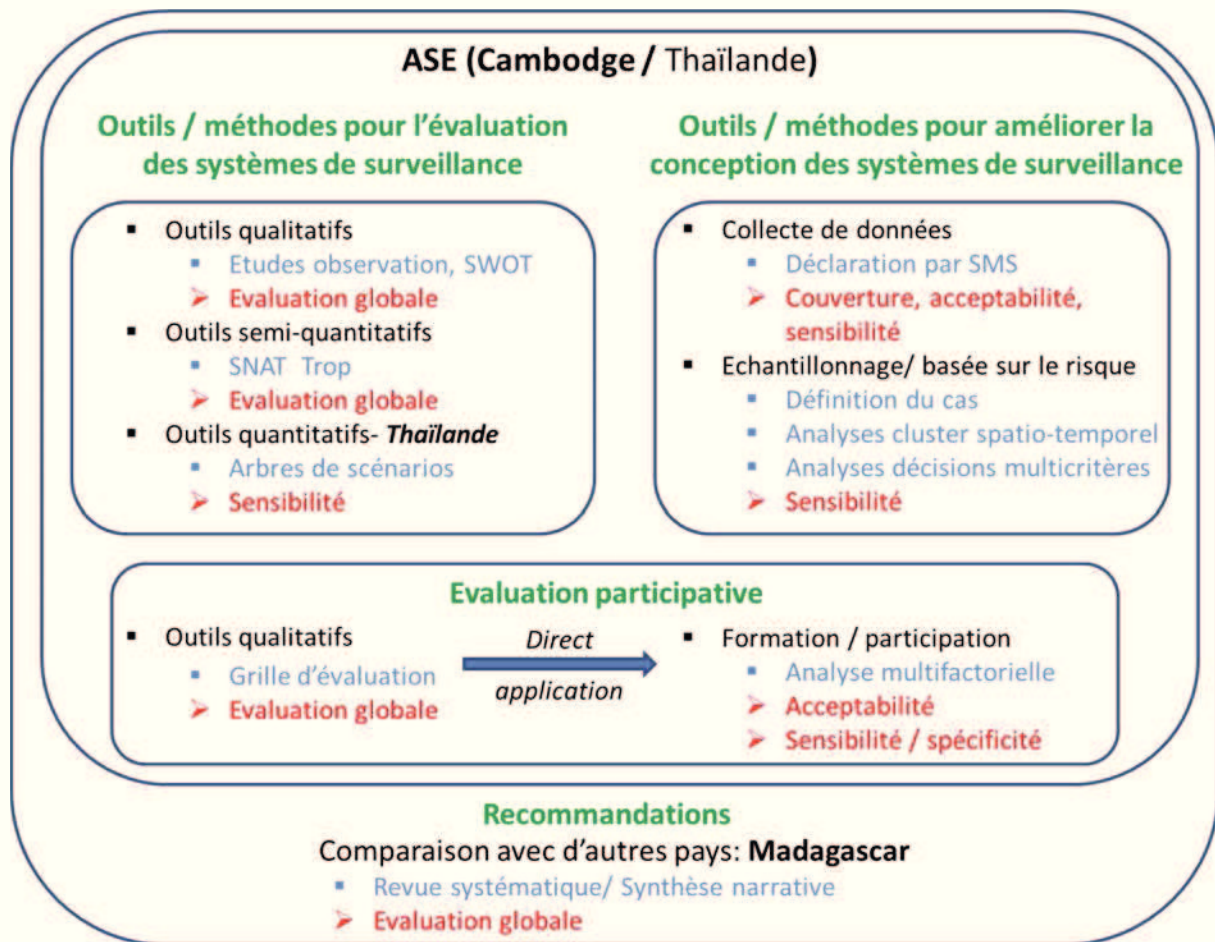 ASE (Cambodge / Thaïlande)
Outils / méthodes pour l'évaluation
des systèmes de surveillance
▪ Outils qualitatifs
▪ Etudes observation, SWOT
➢ Evaluation globale
▪ Outils semi-quantitatifs
▪ SNAT Trop
➢ Evaluation globale
▪ Outils quantitatifs- Thaïlande
▪ Arbres de scénarios
➢ Sensibilité
Outils / méthodes pour améliorer la
conception des systèmes de surveillance
▪ Collecte de données
▪ Déclaration par SMS
➢ Couverture, acceptabilité,
sensibilité
▪ Echantillonnage/ basée sur le risque
▪ Définition du cas
▪ Analyses cluster spatio-temporel
▪ Analyses décisions multicritères
➢ Sensibilité
Evaluation participative
▪ Outils qualitatifs
▪ Grille d'évaluation
➢ Evaluation globale
Direct
application
▪ Formation / participation
▪ Analyse multifactorielle
➢ Acceptabilité
➢ Sensibilité / spécificité
Recommandations
Comparaison avec d'autres pays: Madagascar
▪ Revue systématique/ Synthèse narrative
➢ Evaluation globale